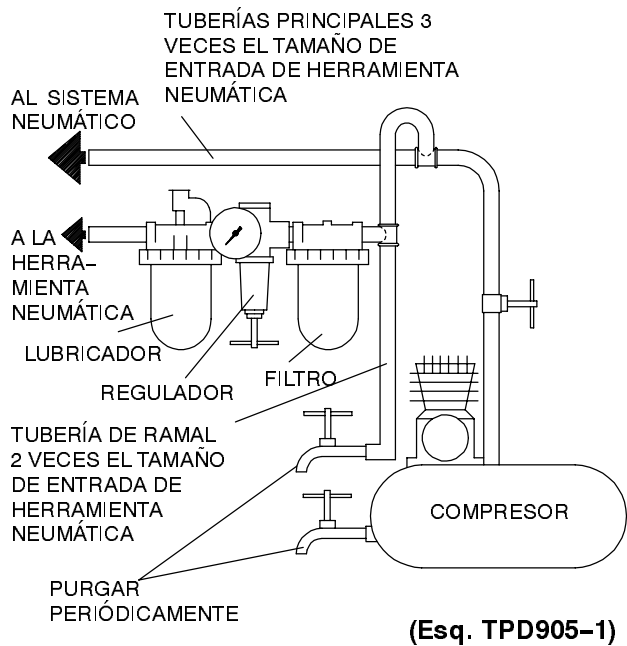 TUBERÍAS PRINCIPALES 3
VECES EL TAMAÑO DE
ENTRADA DE HERRAMIENTA
NEUMÁTICA
AL SISTEMA
NEUMÁTICO
A LA
HERRA–
MIENTA
NEUMÁTICA
LUBRICADOR
REGULADOR
FILTRO
TUBERÍA DE RAMAL
2 VECES EL TAMAÑO
DE ENTRADA DE
HERRAMIENTA
NEUMÁTICA
COMPRESOR
PURGAR
PERIÓDICAMENTE
(Esq. TPD905–1)